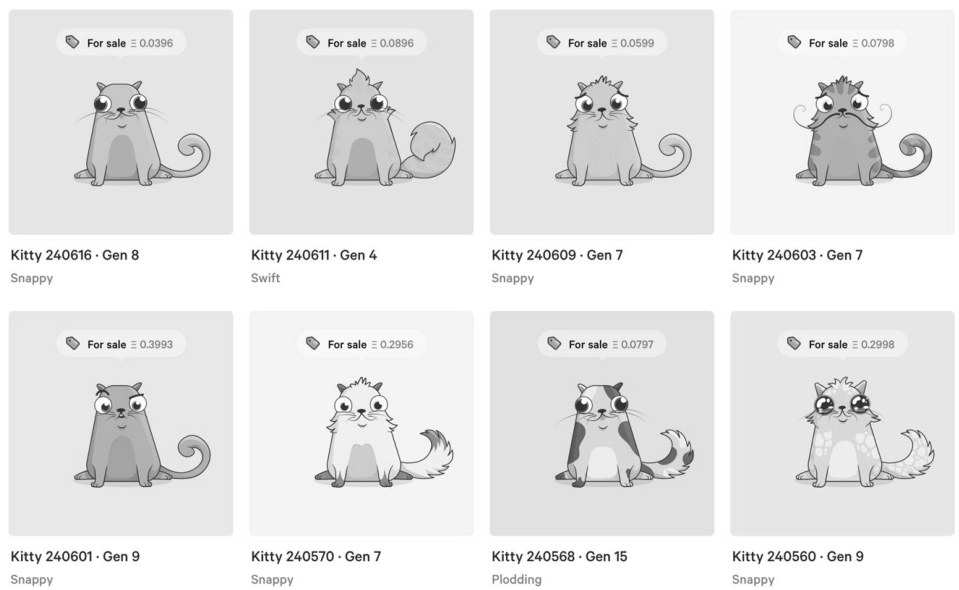 For sale Ξ 0.0396
For sale Ξ 0.0896
For sale Ξ 0.0599
For sale Ξ 0.0798
Kitty 240616 · Gen 8
Snappy
Kitty 240611 · Gen 4
Swift
Kitty 240609 · Gen 7
Snappy
Kitty 240603 · Gen 7
Snappy
For sale Ξ 0.3993
For sale Ξ 0.2956
For sale Ξ 0.0797
For sale Ξ 0.2998
Kitty 240601 · Gen 9
Snappy
Kitty 240570 · Gen 7
Snappy
Kitty 240568 · Gen 15
Plodding
Kitty 240560 · Gen 9
Snappy